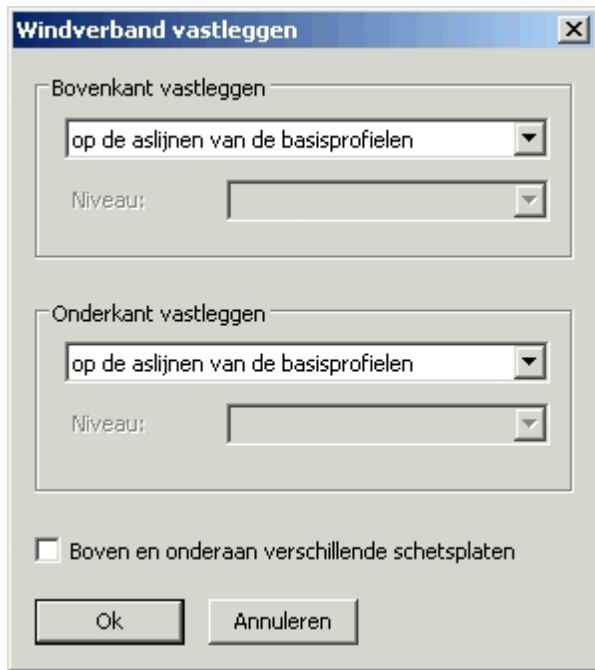 Windverband vastleggen
Bovenkant vastleggen
op de aslijnen van de basisprofielen
Niveau:
Onderkant vastleggen
op de aslijnen van de basisprofielen
Niveau:
Boven en onderaan verschillende schetsplaten
Ok Annuleren